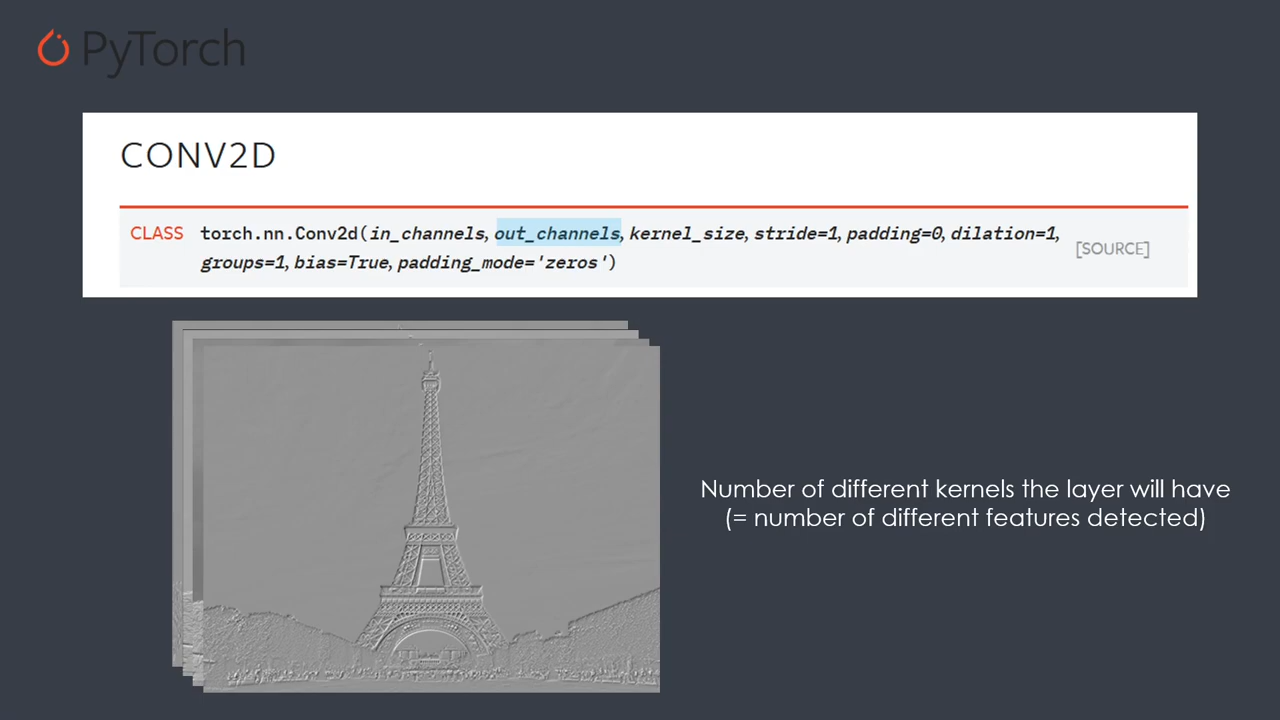 PyTorch
CONV2D
CLASS torch.nn.Conv2d(in_channels, out_channels, kernel_size, stride=1, padding=0, dilation=1,
groups=1, bias=True, padding_mode='zeros')
[SOURCE]
Number of different kernels the layer will have
(= number of different features detected)